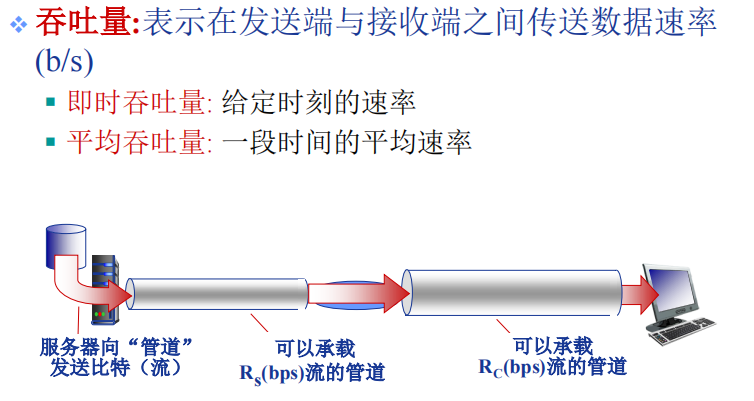 吞吐量:表示在发送端与接收端之间传送数据速率
(b/s)
即时吞吐量: 给定时刻的速率
平均吞吐量: 一段时间的平均速率
服务器向“管道”
发送比特（流）
可以承载
Rs(bps)流的管道
可以承载
RC(bps)流的管道